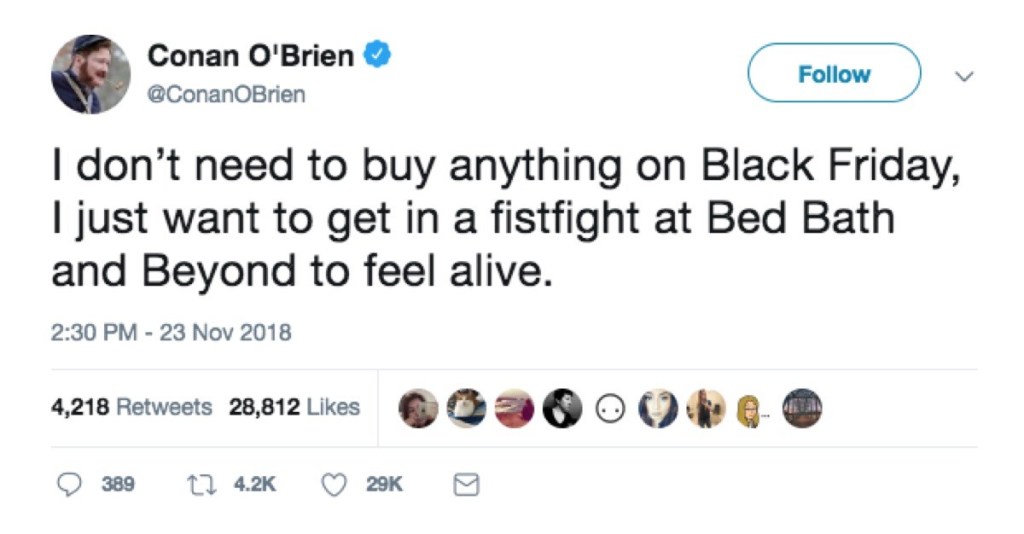 Conan O'Brien
@ConanOBrien
Follow
I don’t need to buy anything on Black Friday,
I just want to get in a fistfight at Bed Bath
and Beyond to feel alive.
2:30 PM - 23 Nov 2018
4,218 Retweets 28,812 Likes
389 4.2K 29K